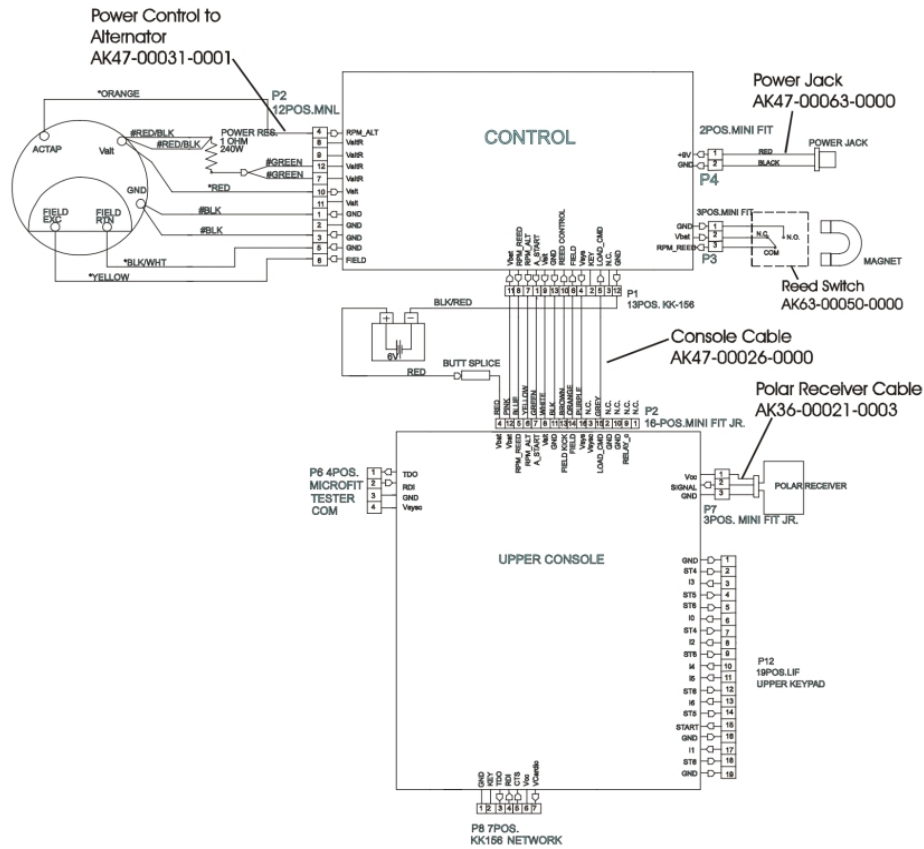 Power Control to
Alternator
AK47-00031-0001
*ORANGE
P2
12POS.MNL
#RED/BLK
#RED/BLK
POWER RES.
1 OHM
240W
ACTAP
Valt
#GREEN
#GREEN
GND
*RED
#BLK
#BLK
FIELD
EXC
FIELD
RTN
*BLK/WHT
*YELLOW
4 RPM_ALT
8 ValtR
9 ValtR
12 ValtR
7 ValtR
10 Valt
11 Valt
1 GND
2 GND
3 GND
5 GND
6 FIELD
CONTROL
Power Jack
AK47-00063-0000
2POS.MINI FIT
+9V 1 RED
GND 2 BLACK
POWER JACK
P4
3POS.MINI FIT
GND 1
Vbat 2
RPM_REED 3
P3
N.C.
N.O.
COM
MAGNET
Reed Switch
AK63-00050-0000
Vbat RPM_REED RPM_ALT A_START Valt GND REED CONTROL FIELD Vsys KEY LOAD_CMD N.C. GND
11 8 7 1 9 13 10 6 4 2 5 3 12
P1
13POS. KK-156
BLK/RED
+ -
6V
BUTT SPLICE
RED
Console Cable
AK47-00026-0000
RED PINK BLUE YELLOW GREEN WHITE BLK BROWN ORANGE PURPLE N.C. GREY N.C. N.C. N.C. N.C.
P2
16-POS.MINI FIT JR.
4 12 5 6 7 8 11 13 14 16 3 15 2 10 9 1
Vbat Vbat RPM_REED RPM_ALT A_START Valt GND FIELD KICK FIELD Vsys Vsysc LOAD_CMD GND GND RELAY_c
Polar Receiver Cable
AK36-00021-0003
Vcc 1
SIGNAL 2
GND 3
POLAR RECEIVER
P7
3POS. MINI FIT JR.
P6 4POS.
MICROFIT
TESTER
COM
1 TDO
2 RDI
3 GND
4 Vsysc
UPPER CONSOLE
GND 1
ST4 2
I3 3
ST5 4
ST6 5
I0 6
ST4 7
I2 8
ST6 9
I4 10
I5 11
ST6 12
I6 13
ST5 14
START 15
GND 16
I1 17
ST6 18
GND 19
P12
19POS.LIF
UPPER KEYPAD
GND KEY TDO RDI CTS Vcc VCardio
1 2 3 4 5 6 7
P8 7POS.
KK156 NETWORK